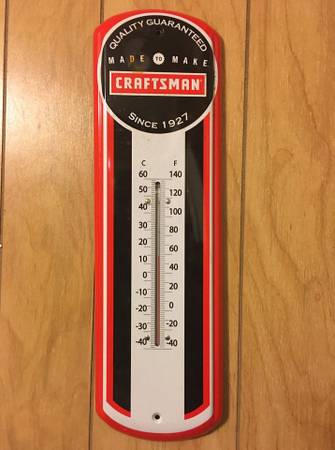 QUALITY GUARANTEED
MADE TO MAKE
CRAFTSMAN
SINCE 1927
C F
60 140
50 120
40 100
30 80
20 60
10 40
0 20
-10 0
-20 -20
-30 -40
-40